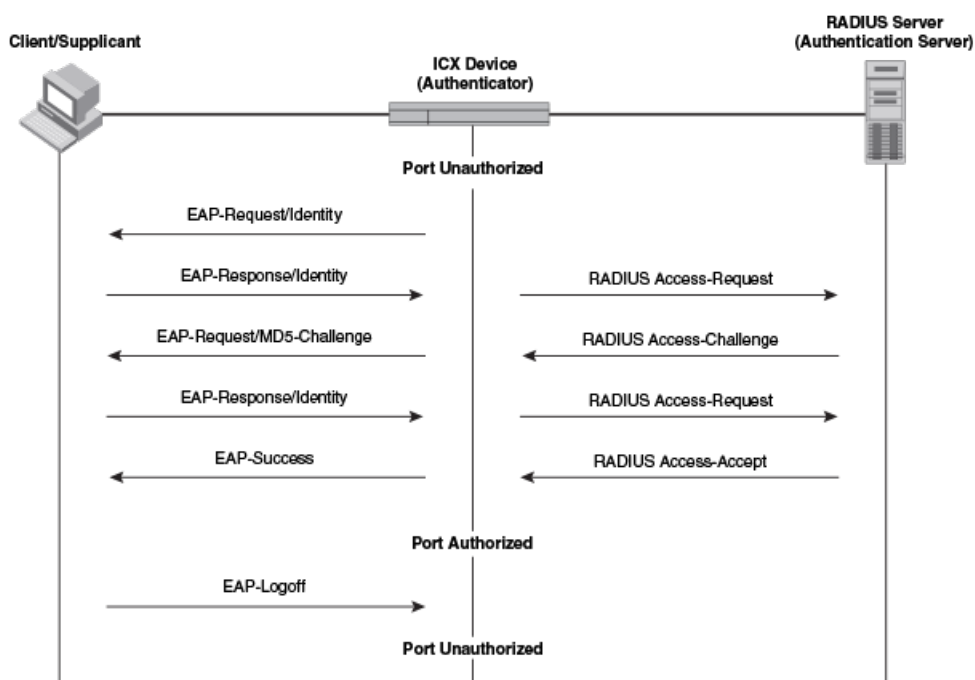 RADIUS Server
(Authentication Server)
Client/Supplicant
ICX Device
(Authenticator)
Port Unauthorized
EAP-Request/Identity
EAP-Response/Identity
RADIUS Access-Request
EAP-Request/MD5-Challenge
RADIUS Access-Challenge
EAP-Response/Identity
RADIUS Access-Request
EAP-Success
RADIUS Access-Accept
Port Authorized
EAP-Logoff
Port Unauthorized